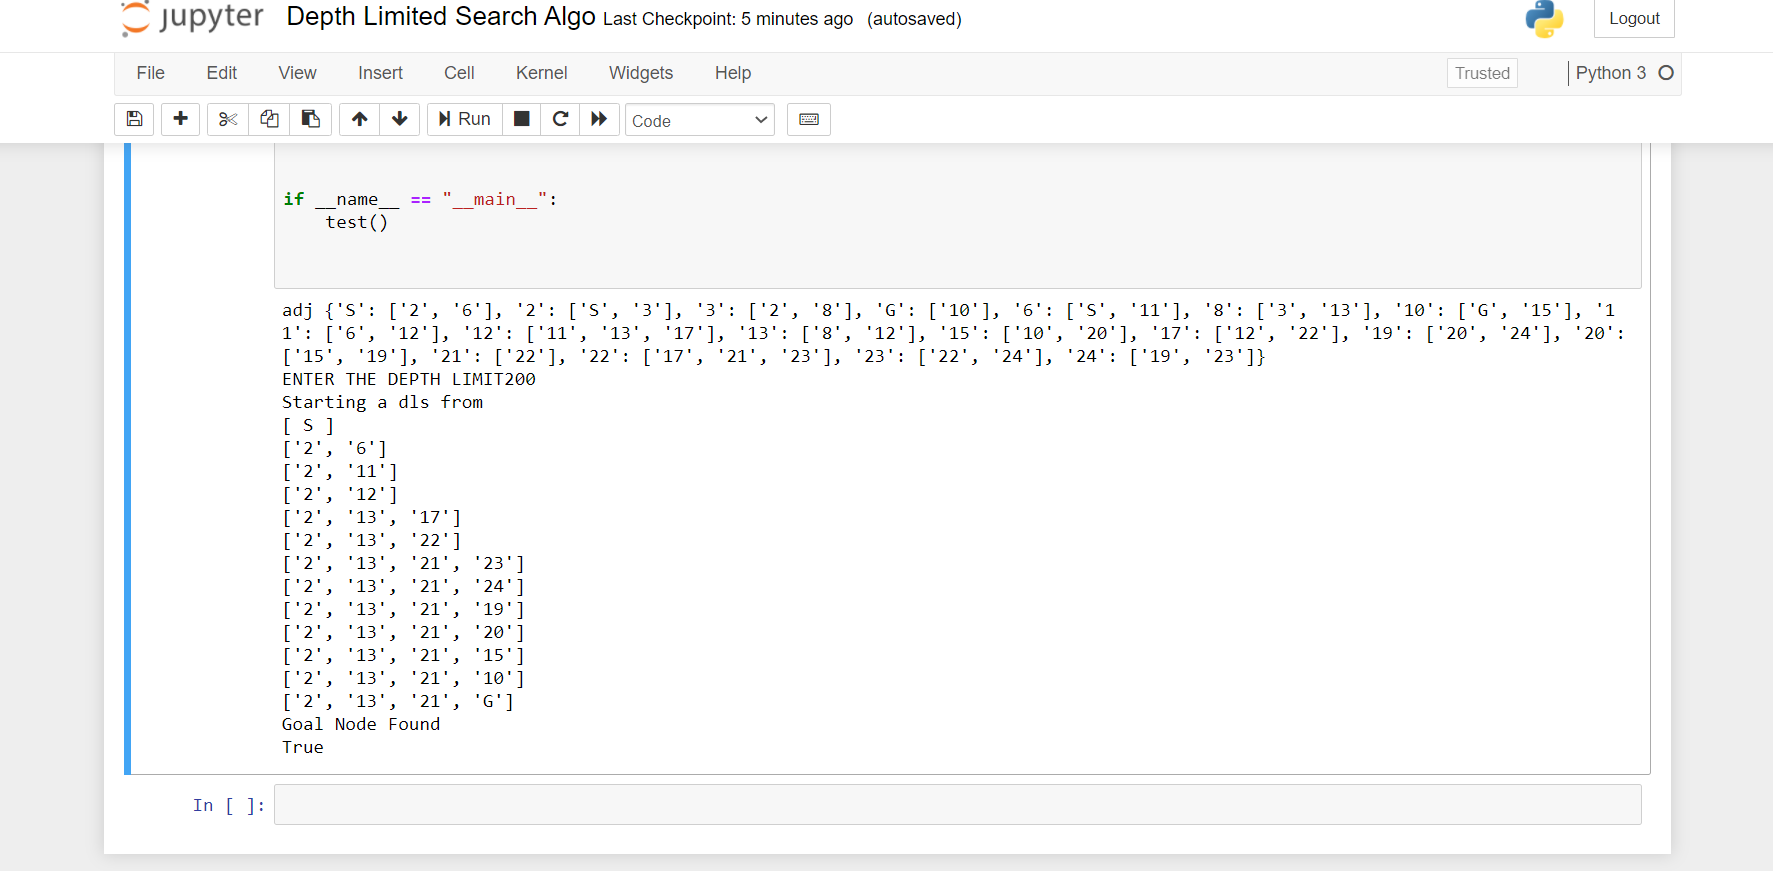 jupyter Depth Limited Search Algo Last Checkpoint: 5 minutes ago (autosaved) Logout
File Edit View Insert Cell Kernel Widgets Help Trusted Python 3
Run Code
if __name__ == "__main__":
test()
adj {'S': ['2', '6'], '2': ['S', '3'], '3': ['2', '8'], 'G': ['10'], '6': ['S', '11'], '8': ['3', '13'], '10': ['G', '15'], '1
1': ['6', '12'], '12': ['11', '13', '17'], '13': ['8', '12'], '15': ['10', '20'], '17': ['12', '22'], '19': ['20', '24'], '20':
['15', '19'], '21': ['22'], '22': ['17', '21', '23'], '23': ['22', '24'], '24': ['19', '23']}
ENTER THE DEPTH LIMIT200
Starting a dls from
[ S ]
['2', '6']
['2', '11']
['2', '12']
['2', '13', '17']
['2', '13', '22']
['2', '13', '21', '23']
['2', '13', '21', '24']
['2', '13', '21', '19']
['2', '13', '21', '20']
['2', '13', '21', '15']
['2', '13', '21', '10']
['2', '13', '21', 'G']
Goal Node Found
True
In [ ]: